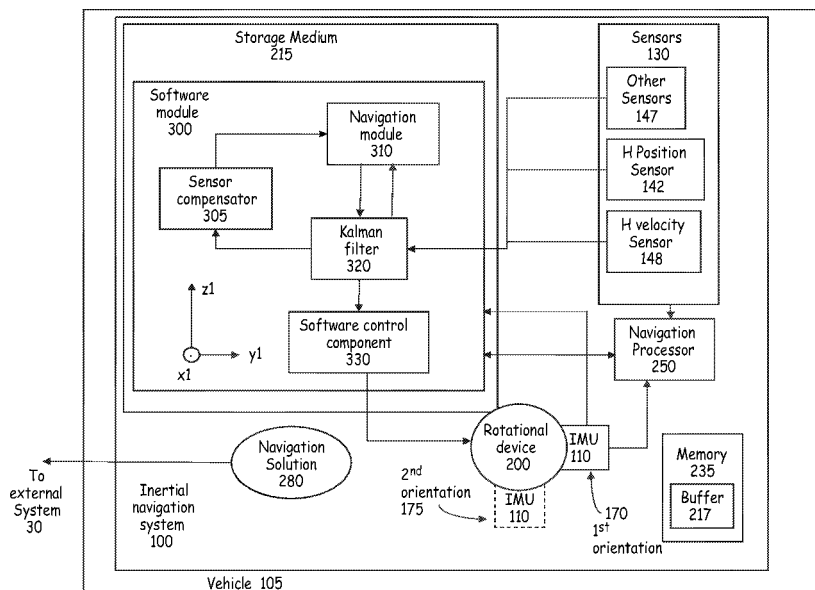 Storage Medium
215
Software
module
300
Navigation
module
310
Sensor
compensator
305
Kalman
filter
320
Software control
component
330
z1
y1
x1
Sensors
130
Other
Sensors
147
H Position
Sensor
142
H velocity
Sensor
148
Navigation
Processor
250
Rotational
device
200
IMU
110
IMU
110
2nd
orientation
175
170
1st
orientation
Memory
235
Buffer
217
Navigation
Solution
280
To
external
System
30
Inertial
navigation
system
100
Vehicle 105